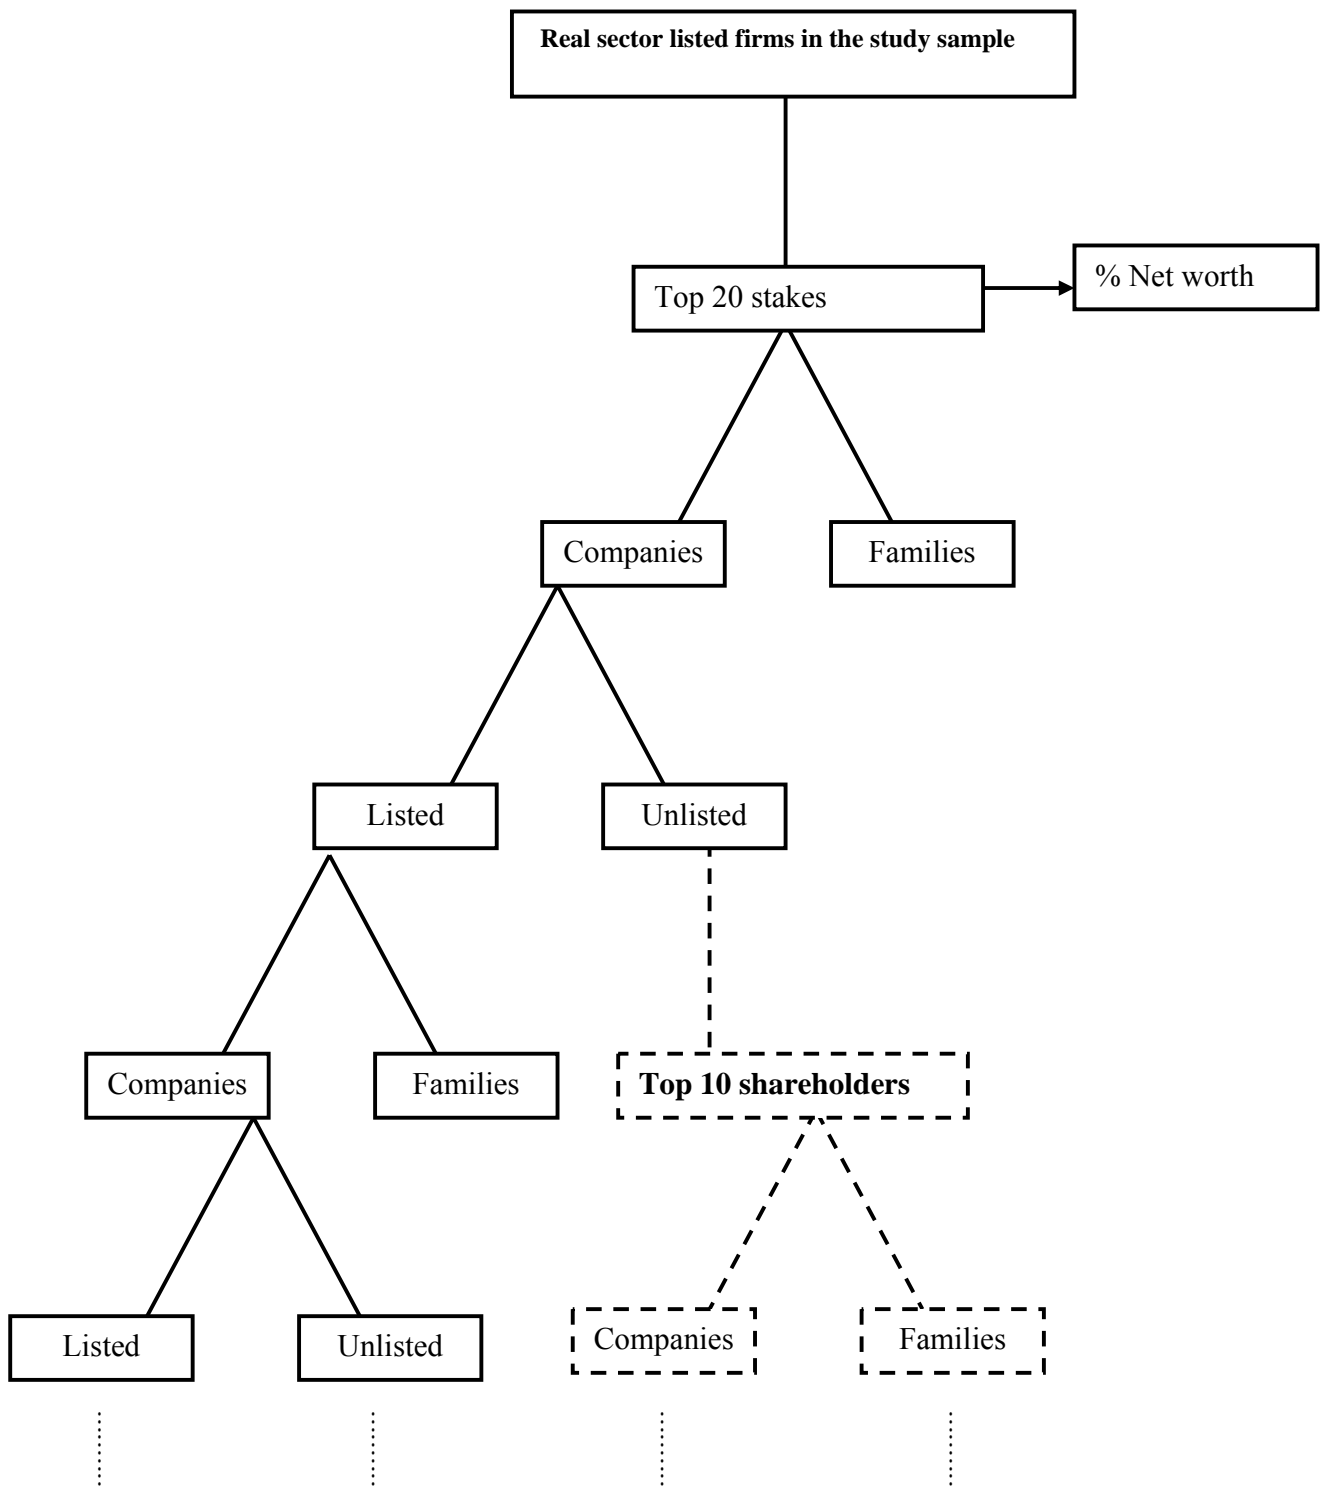 Real sector listed firms in the study sample
% Net worth
Top 20 stakes
Companies
Families
Listed
Unlisted
Companies
Families
Top 10 shareholders
Listed
Unlisted
Companies
Families